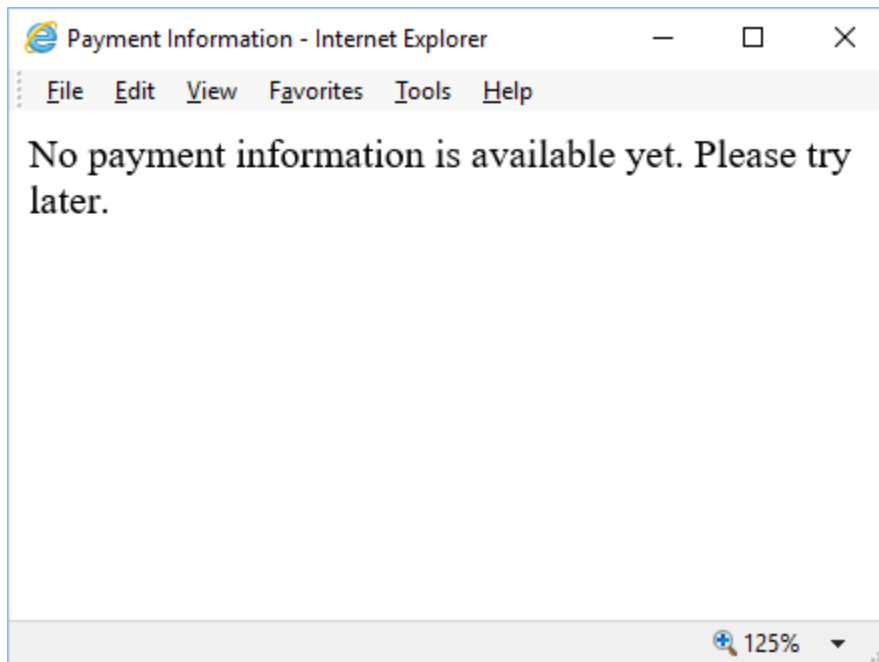 Payment Information - Internet Explorer
File Edit View Favorites Tools Help
No payment information is available yet. Please try
later.
125%